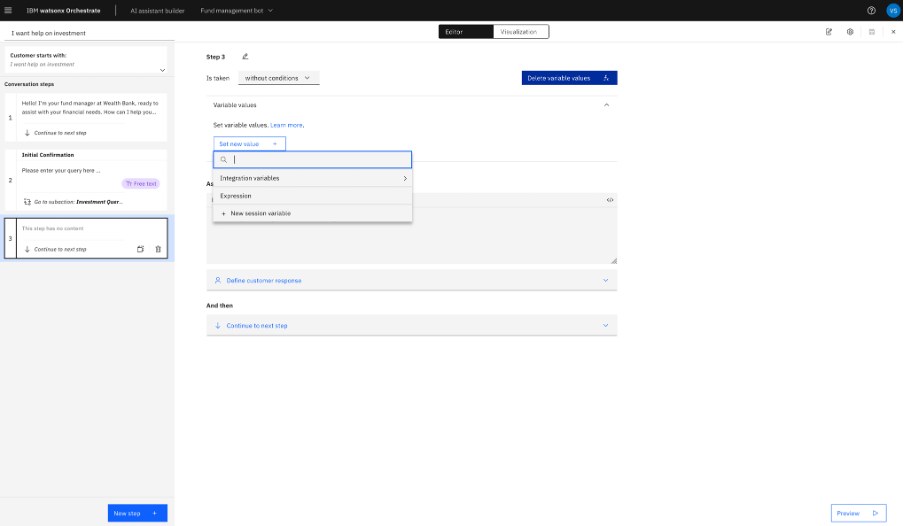 IBM watsonx Orchestrate
AI assistant builder
Fund management bot
VS
I want help on investment
Editor
Visualization
Customer starts with:
I want help on investment
Conversation steps
1
Hello! I'm your fund manager at Wealth Bank, ready to
assist with your financial needs. How can I help you...
Continue to next step
2
Initial Confirmation
Please enter your query here ...
Free text
Go to subaction: Investment Quer...
3
This step has no content
Continue to next step
New step +
Step 3
Is taken
without conditions
Delete variable values
fx
Variable values
Set variable values. Learn more.
Set new value +
Integration variables
Expression
+ New session variable
As
</>
Define customer response
And then
Continue to next step
Preview